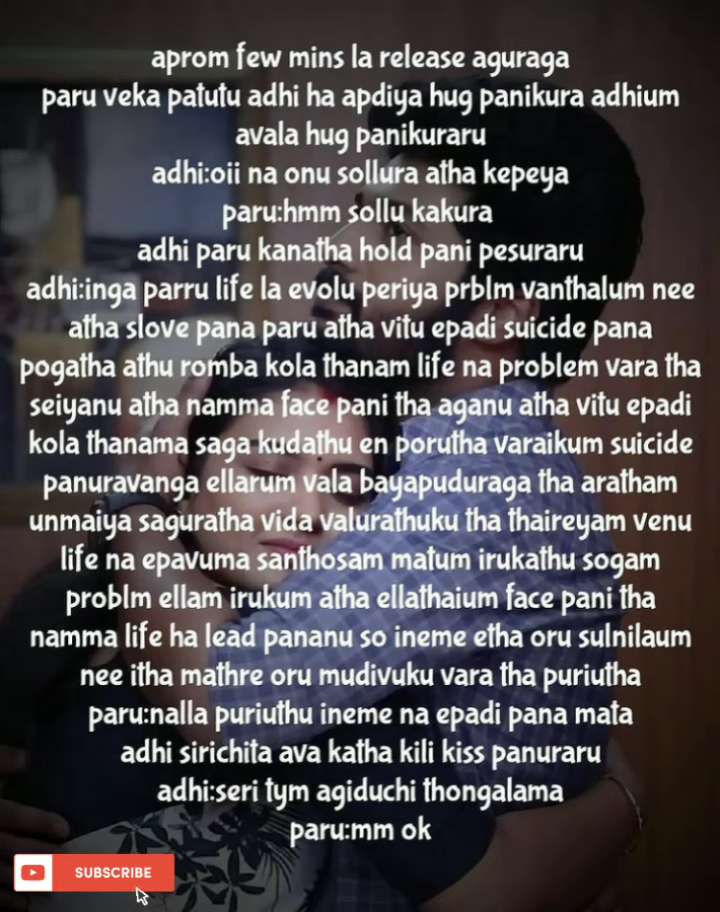 aprom few mins la release aguraga
paru veka patutu adhi ha apdiya hug panikura adhium
avala hug panikuraru
adhi:oii na onu sollura atha kepeya
paru:hmm sollu kakura
adhi paru kanatha hold pani pesuraru
adhi:inga parru life la evolu periya prblm vanthalum nee
atha slove pana paru atha vitu epadi suicide pana
pogatha athu romba kola thanam life na problem vara tha
seiyanu atha namma face pani tha aganu atha vitu epadi
kola thanama saga kudathu en porutha varaikum suicide
panuravanga ellarum vala bayapuduraga tha aratham
unmaiya saguratha vida valurathuku tha thaireyam venu
life na epavuma santhosam matum irukathu sogam
problm ellam irukum atha ellathaium face pani tha
namma life ha lead pananu so ineme etha oru sulnilaum
nee itha mathre oru mudivuku vara tha puriutha
paru:nalla puriuthu ineme na epadi pana mata
adhi sirichita ava katha kili kiss panuraru
adhi:seri tym agiduchi thongalama
paru:mm ok
SUBSCRIBE